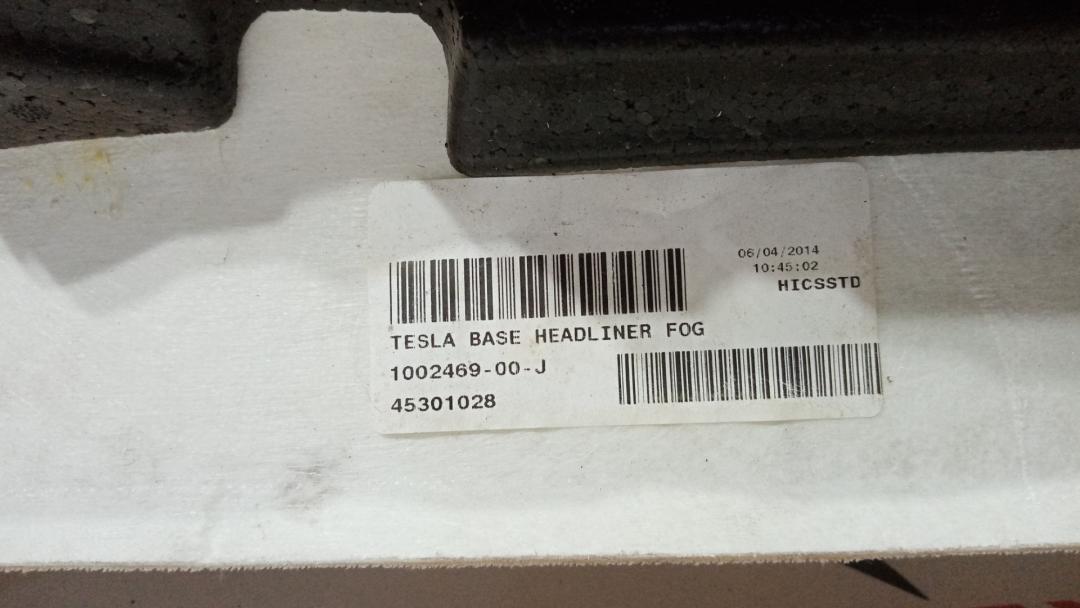 06/04/2014
10:45:02
HICSSTD
TESLA BASE HEADLINER FOG
1002469-00-J
45301028